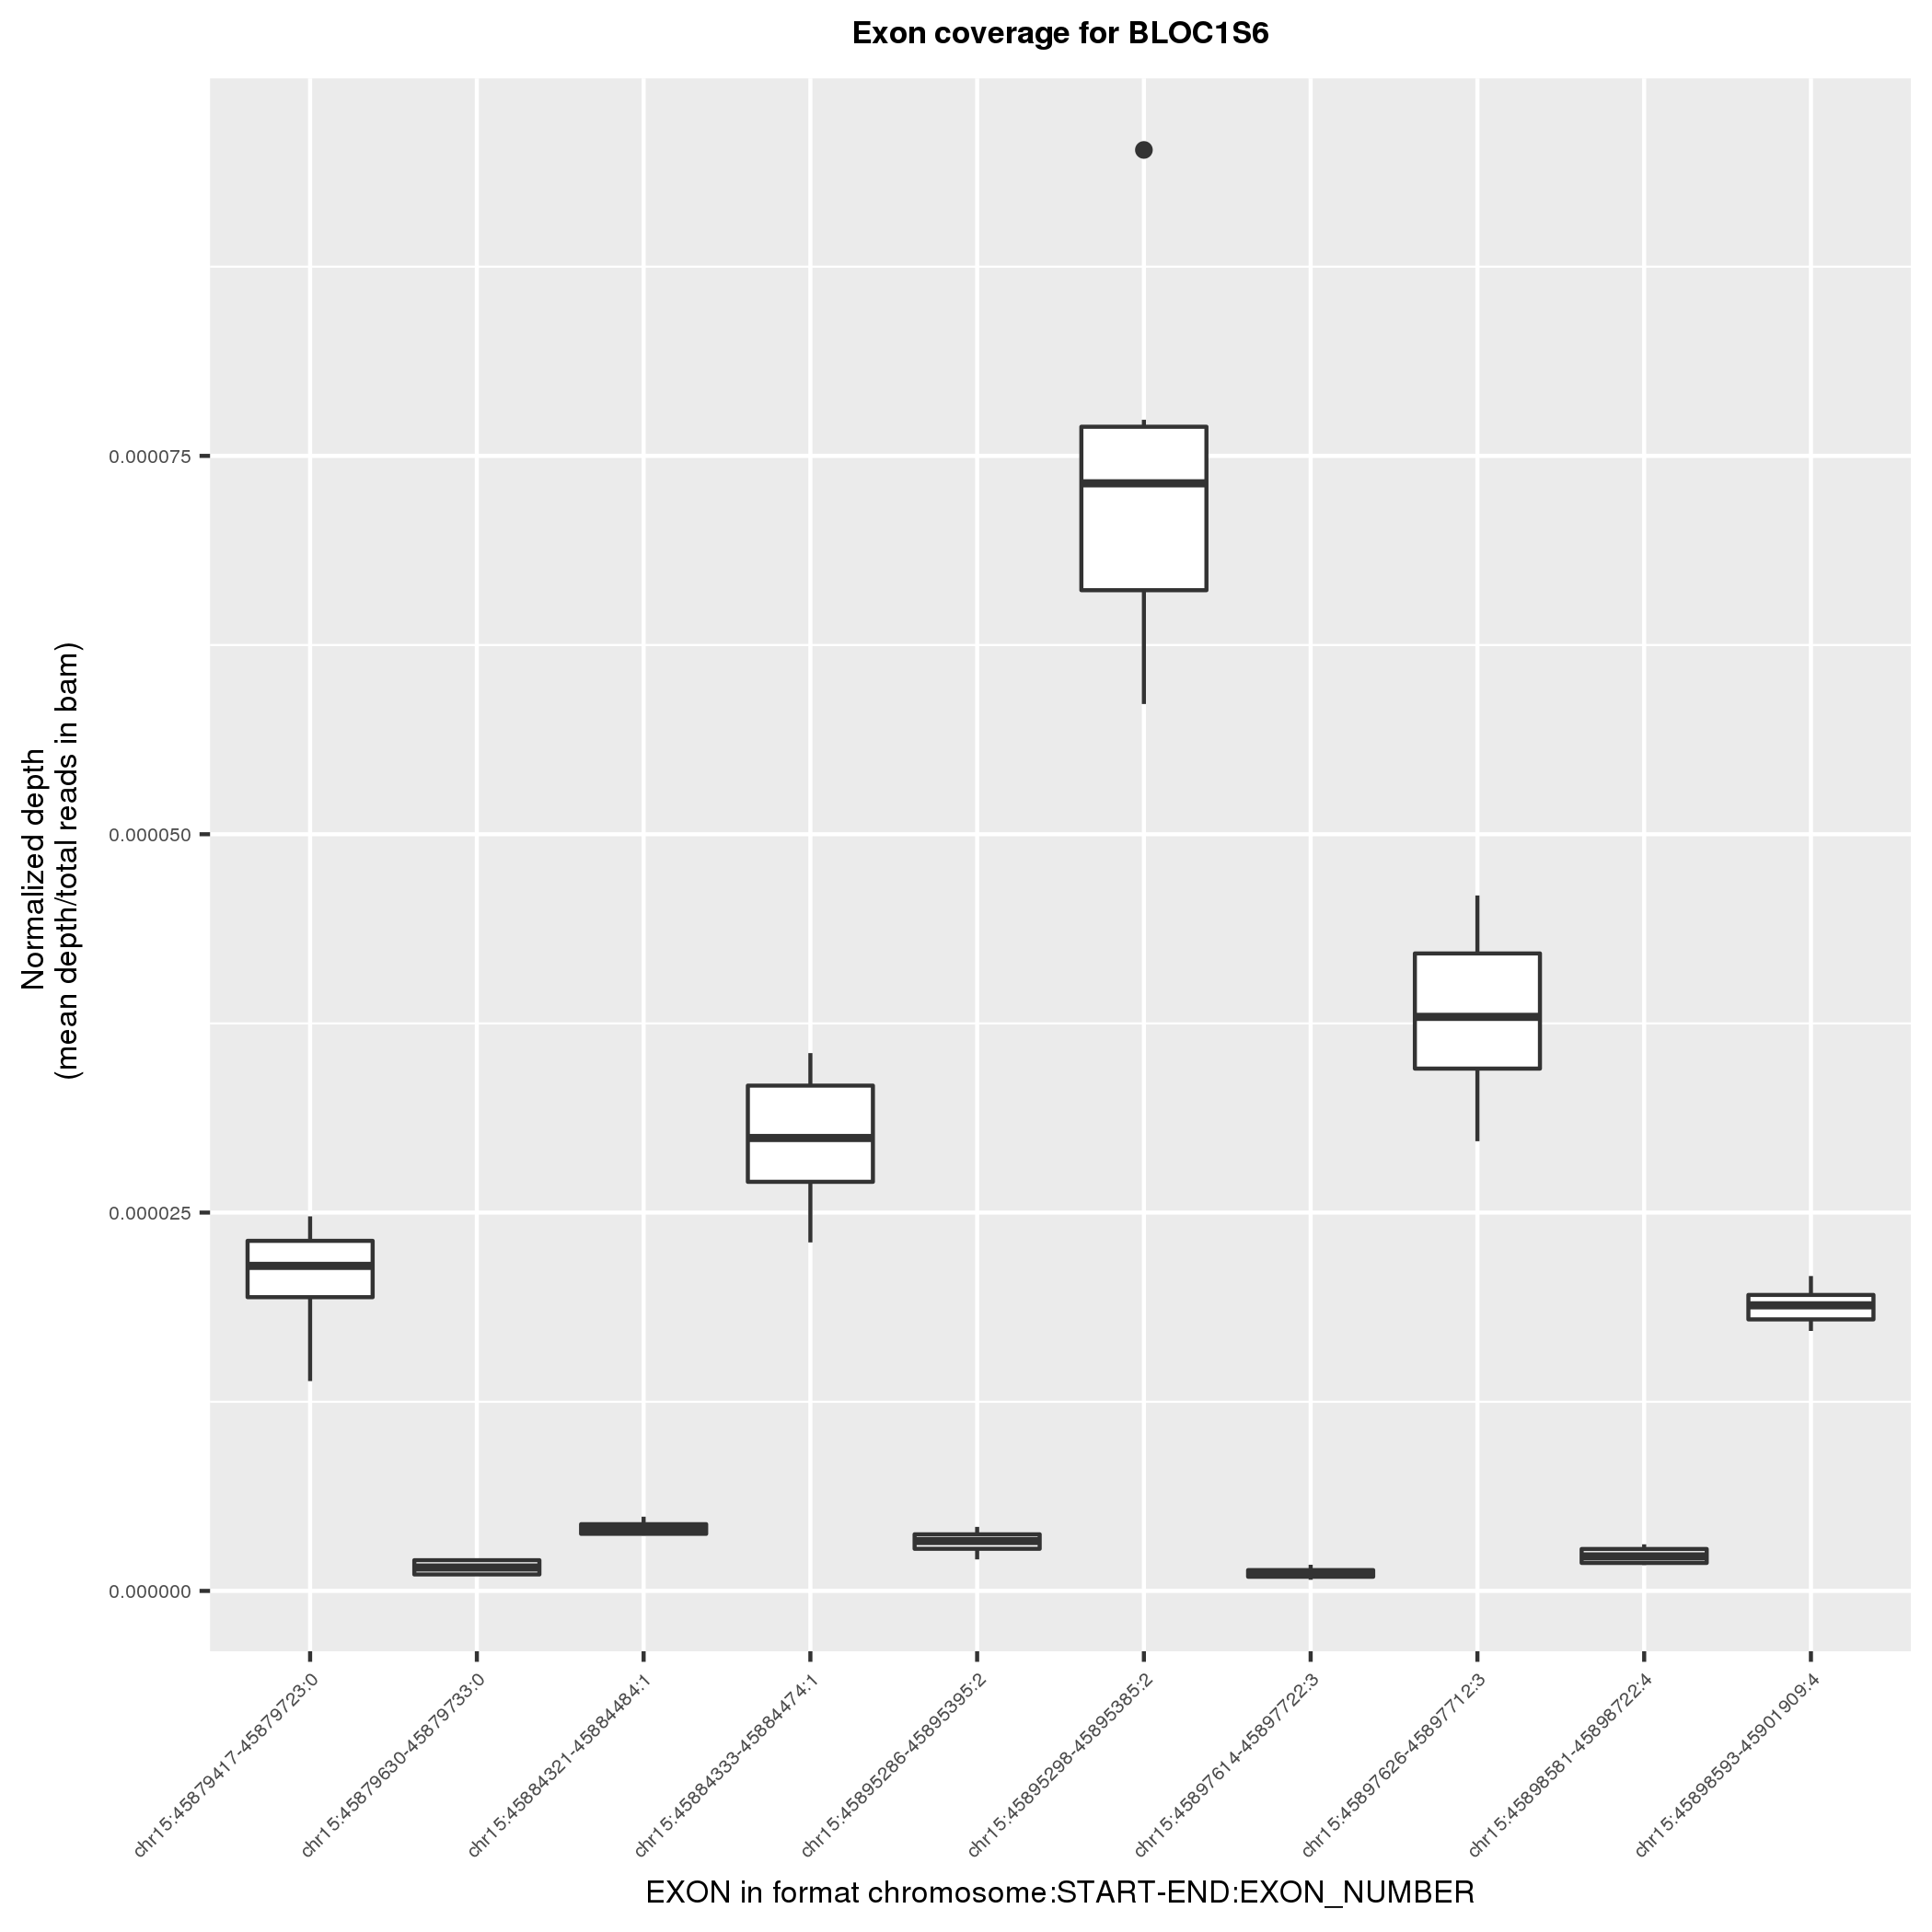 Exon coverage for BLOC1S6
Normalized depth
(mean depth/total reads in bam)
0.000075
0.000050
0.000025
0.000000
chr15:45879417-45879723:0
chr15:45879630-45879733:0
chr15:45884321-45884484:1
chr15:45884333-45884474:1
chr15:45895286-45895395:2
chr15:45895298-45895385:2
chr15:45897614-45897722:3
chr15:45897626-45897712:3
chr15:45898581-45898722:4
chr15:45898593-45901909:4
EXON in format chromosome:START-END:EXON_NUMBER